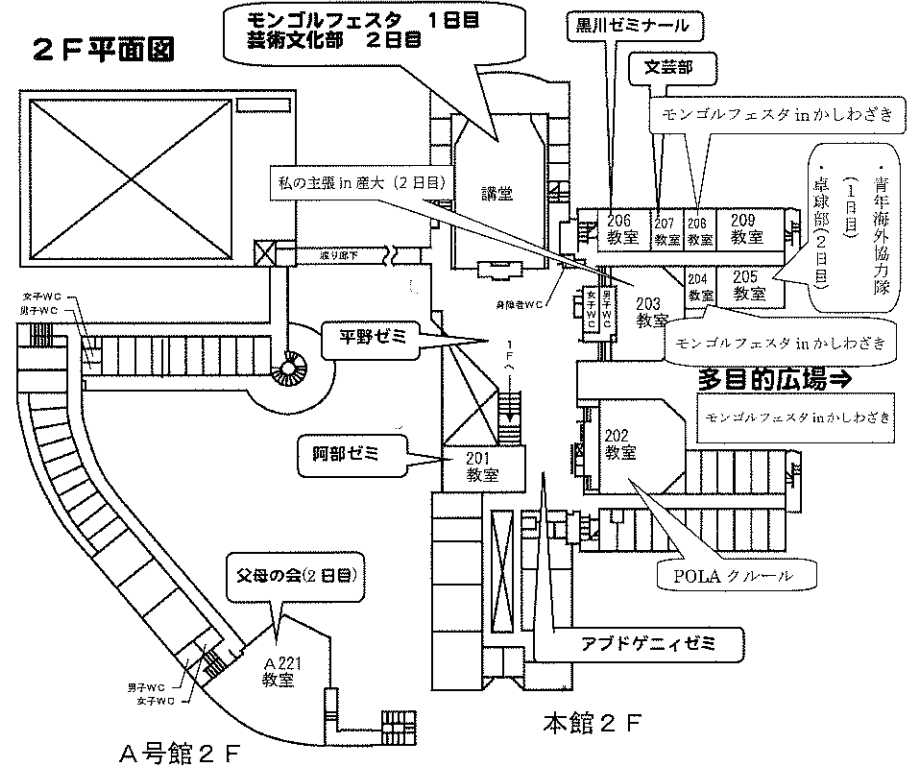 2F平面図
モンゴルフェスタ 1日目
芸術文化部 2日目
黒川ゼミナール
文芸部
モンゴルフェスタ in かしわざき
・青年海外協力隊
(1日目)
・卓球部(2日目)
私の主張 in 産大 (2日目)
講堂
206
教室
207
教室
208
教室
209
教室
渡り廊下
身障者WC
女子WC
男子WC
203
教室
204
教室
205
教室
女子WC
男子WC
平野ゼミ
1Fへ
モンゴルフェスタ in かしわざき
多目的広場⇒
モンゴルフェスタ in かしわざき
阿部ゼミ
201
教室
202
教室
父母の会(2日目)
POLA クルール
アブドゲニィゼミ
A221
教室
男子WC
女子WC
本館2F
A号館2F